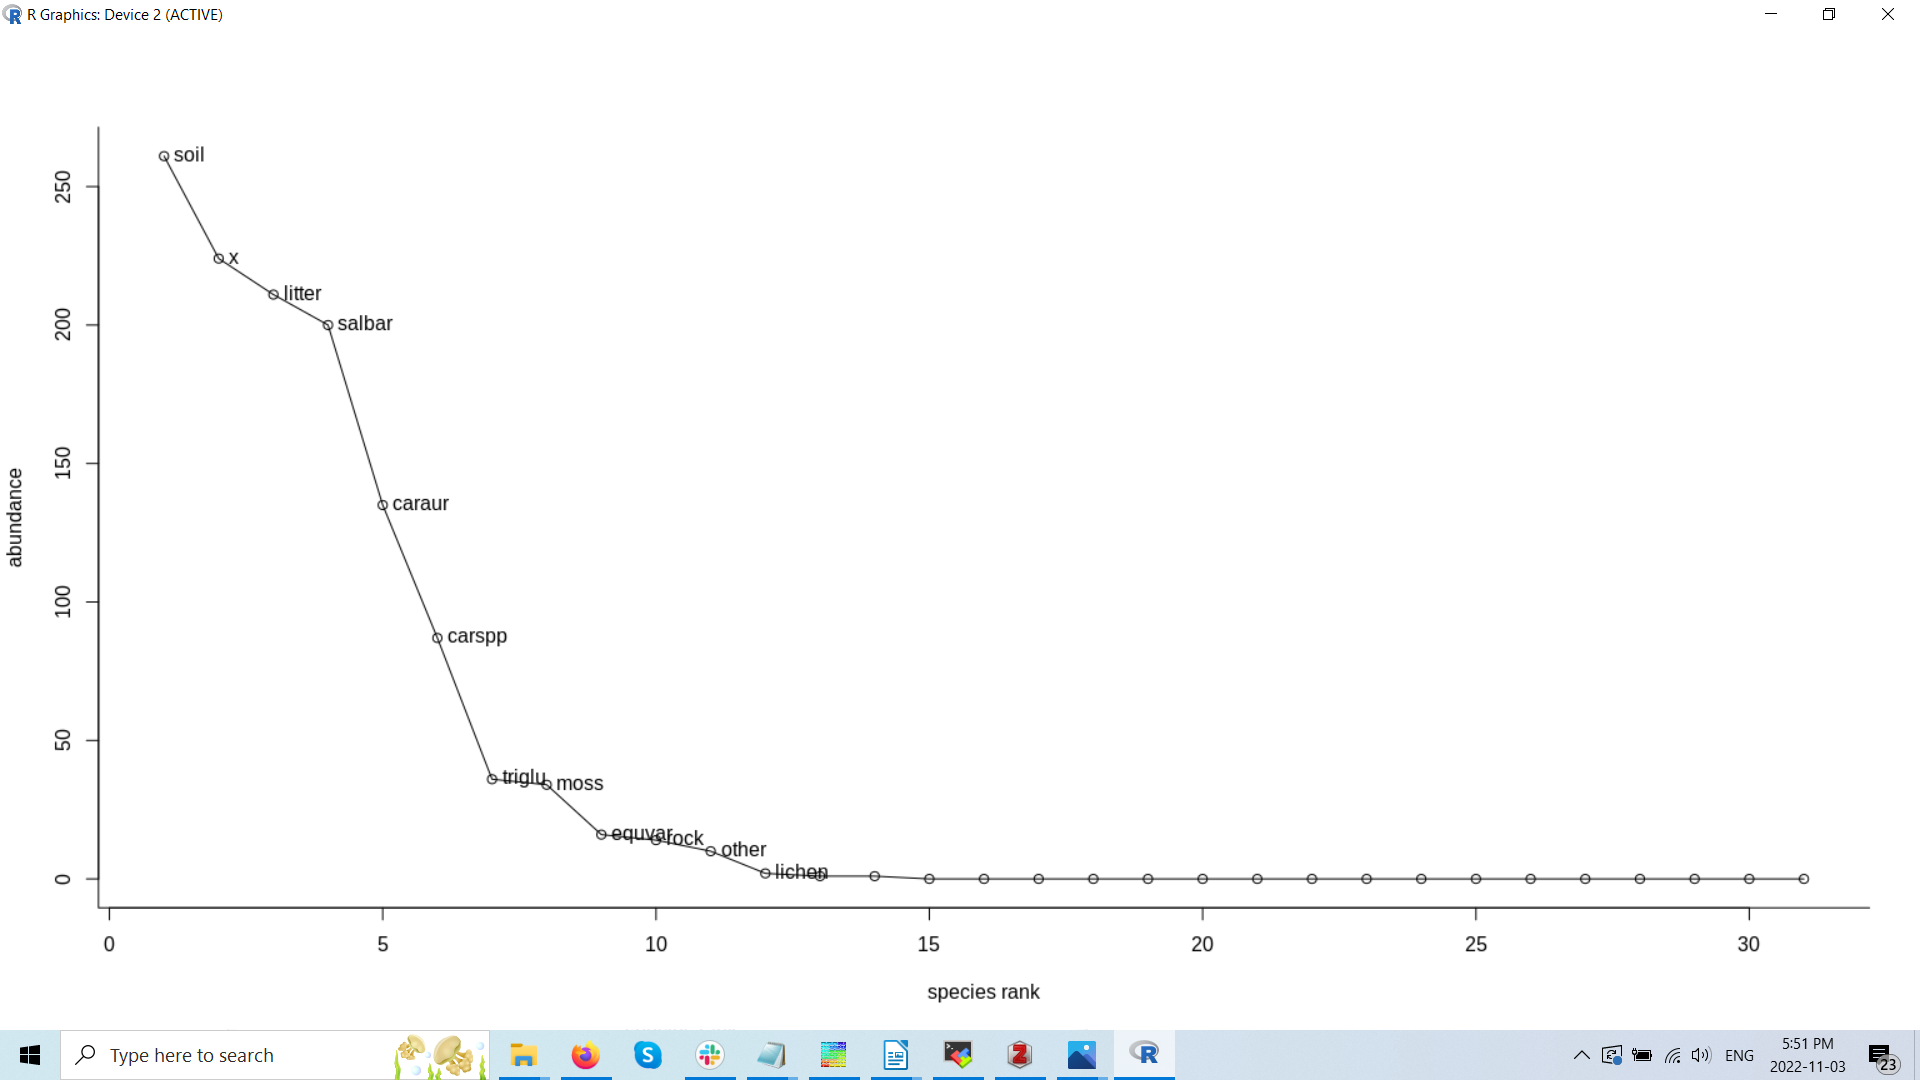 R Graphics: Device 2 (ACTIVE)
soil
x
litter
salbar
caraur
carspp
triglu
moss
equvar
rock
other
lichen
250
200
150
100
50
0
abundance
0 5 10 15 20 25 30
species rank
Type here to search
ENG
5:51 PM
2022-11-03
23